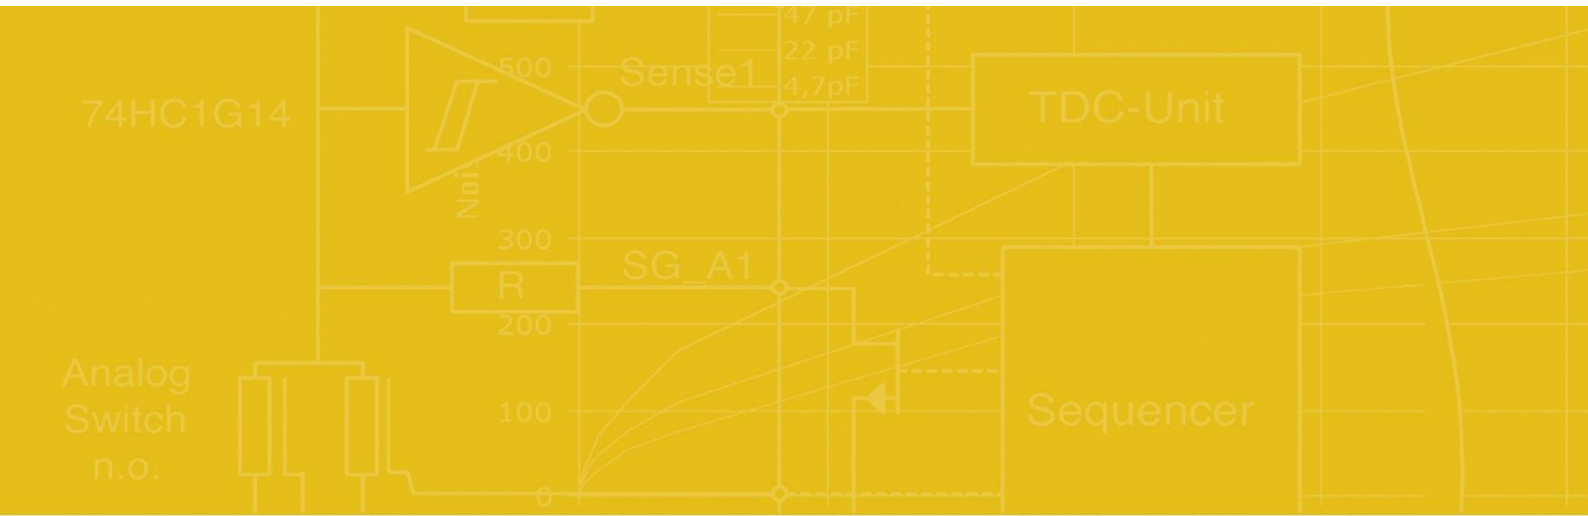 47 pF
22 pF
4,7pF
500
Sense1
74HC1G14
TDC-Unit
400
Noi
300
SG_A1
R
200
Analog
Switch
n.o.
100
Sequencer
0